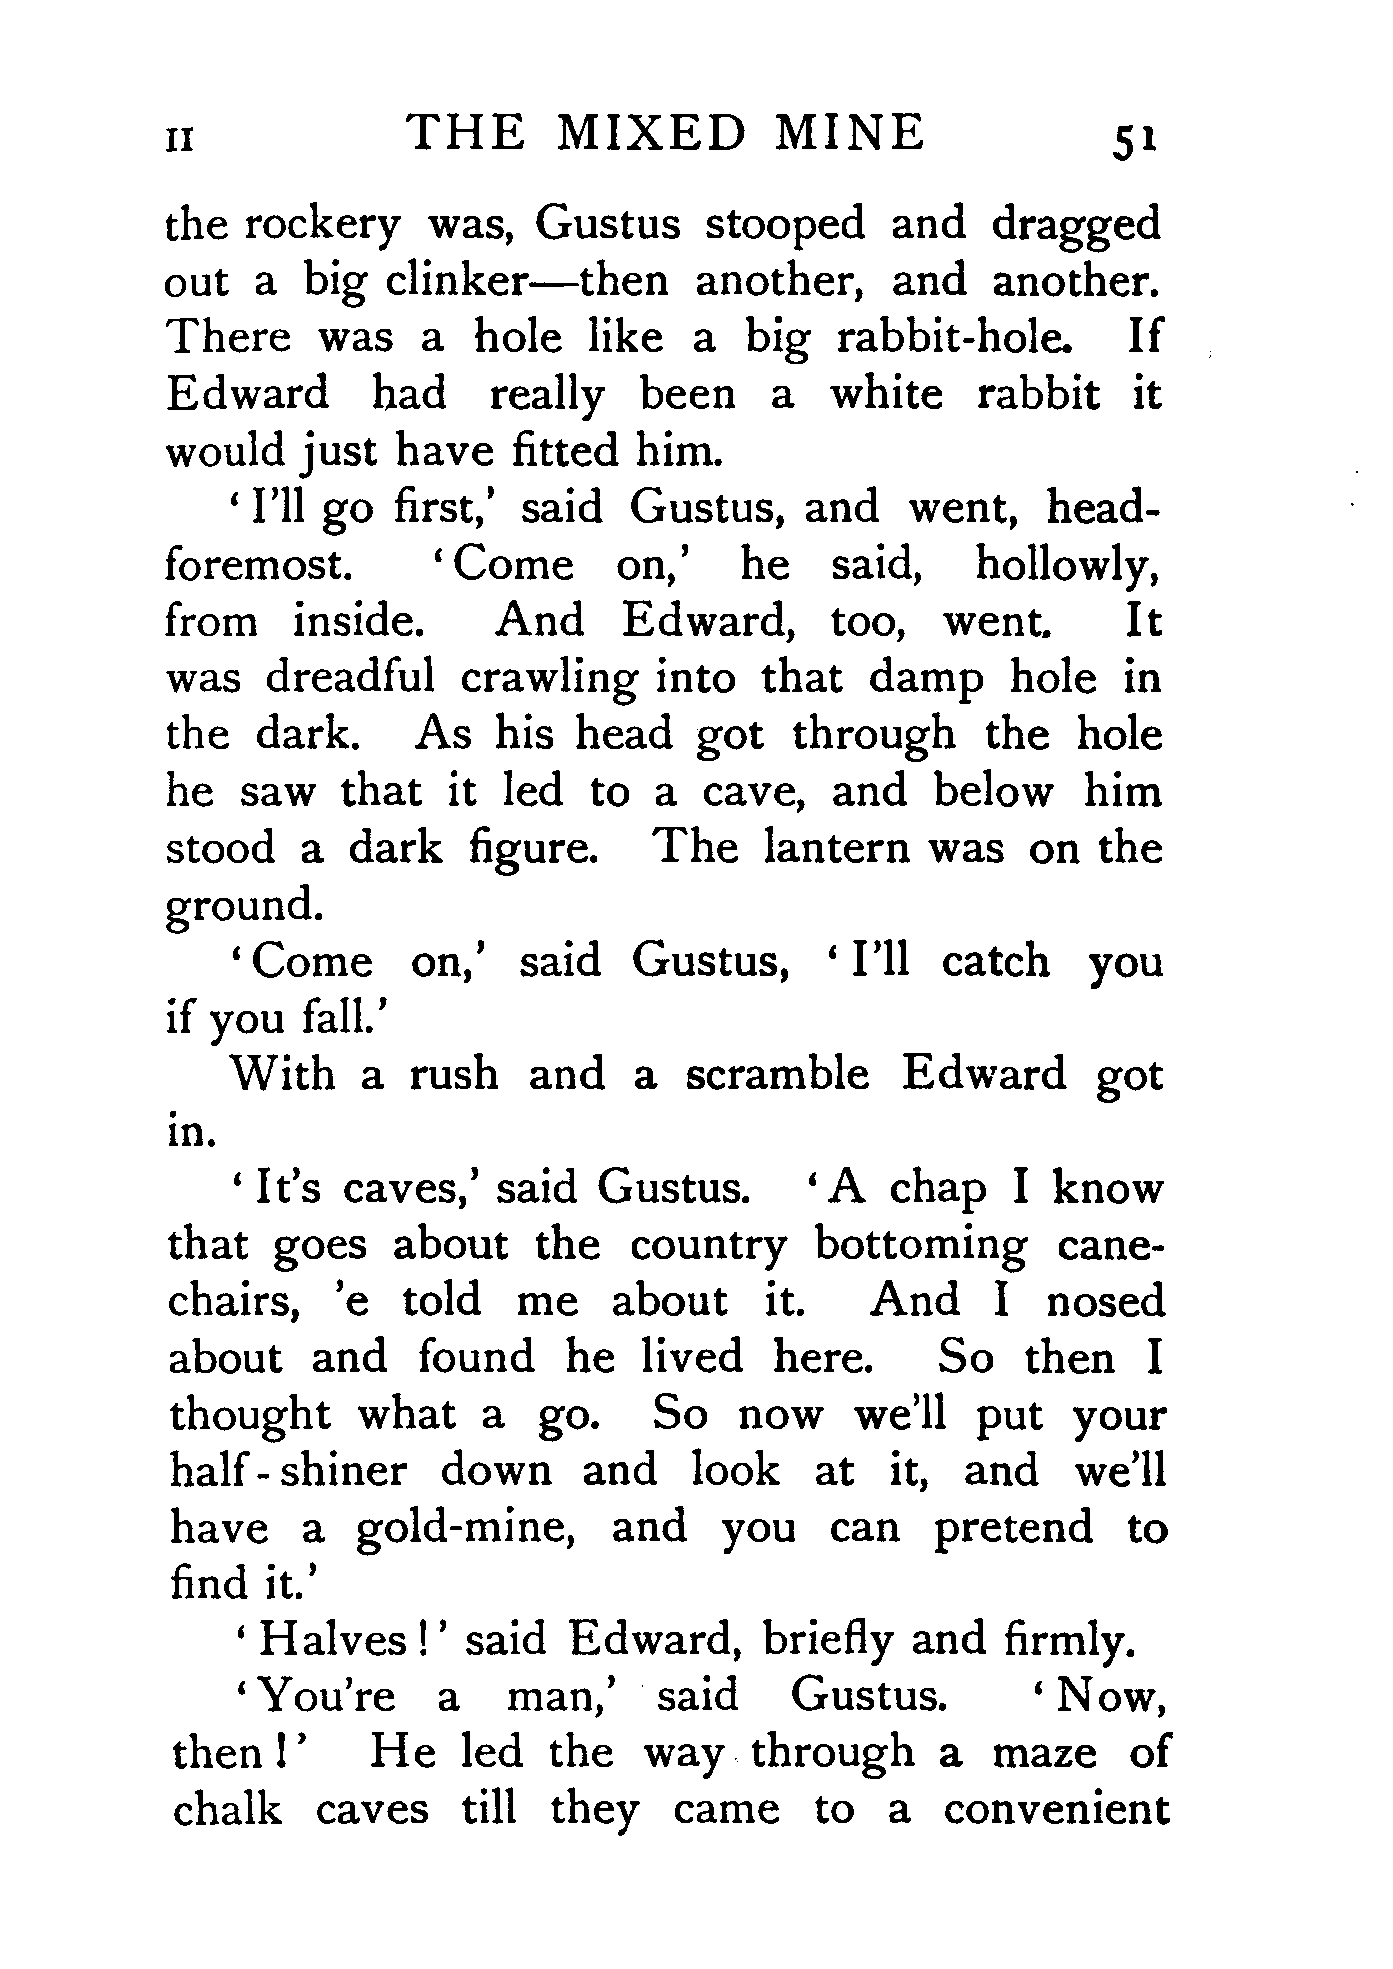 II THE MIXED MINE 51
the rockery was, Gustus stooped and dragged
out a big clinker—then another, and another.
There was a hole like a big rabbit-hole. If
Edward had really been a white rabbit it
would just have fitted him.
‘I’ll go first,’ said Gustus, and went, head-
foremost. ‘Come on,’ he said, hollowly,
from inside. And Edward, too, went. It
was dreadful crawling into that damp hole in
the dark. As his head got through the hole
he saw that it led to a cave, and below him
stood a dark figure. The lantern was on the
ground.
‘Come on,’ said Gustus, ‘I’ll catch you
if you fall.’
With a rush and a scramble Edward got
in.
‘It’s caves,’ said Gustus. ‘A chap I know
that goes about the country bottoming cane-
chairs, ’e told me about it. And I nosed
about and found he lived here. So then I
thought what a go. So now we’ll put your
half-shiner down and look at it, and we’ll
have a gold-mine, and you can pretend to
find it.’
‘Halves!’ said Edward, briefly and firmly.
‘You’re a man,’ said Gustus. ‘Now,
then!’ He led the way through a maze of
chalk caves till they came to a convenient